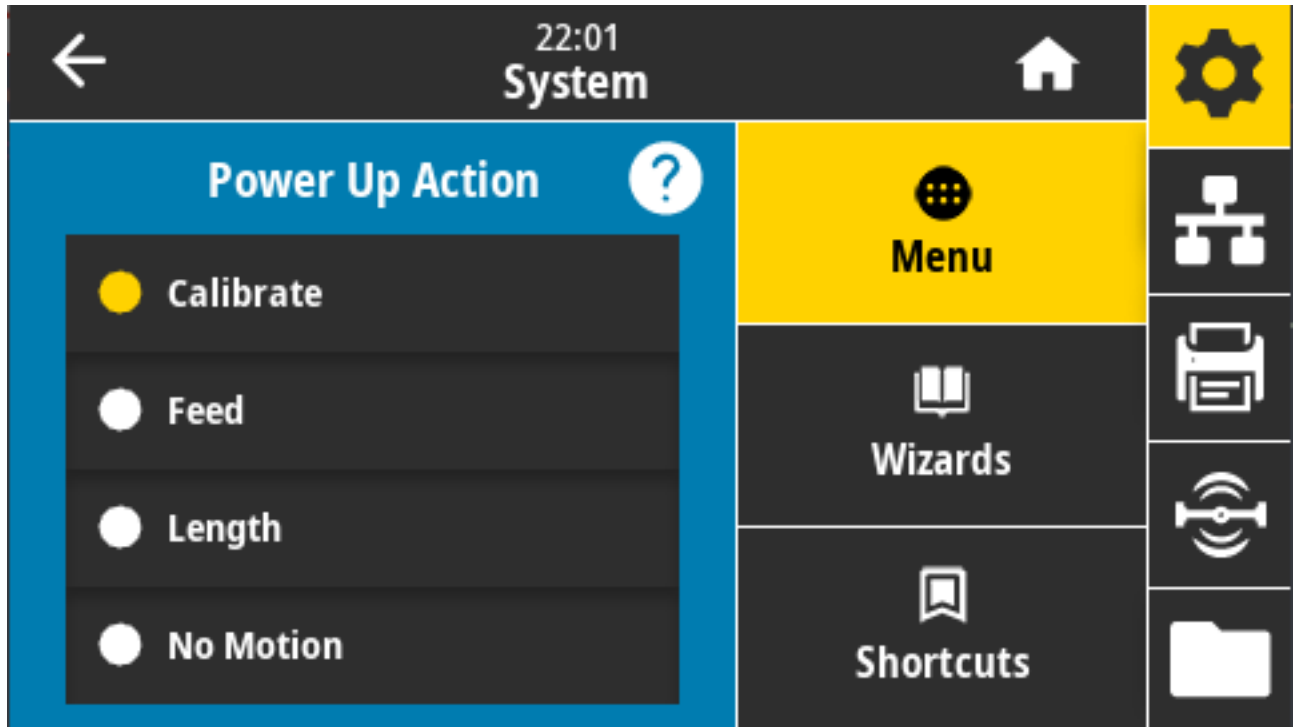 22:01
System
Power Up Action
?
Calibrate
Feed
Length
No Motion
Menu
Wizards
Shortcuts